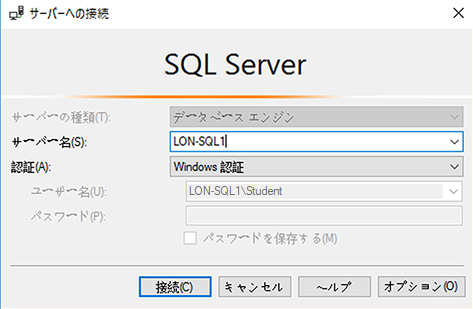 サーバーへの接続
SQL Server
サーバーの種類(T): データベース エンジン
サーバー名(S): LON-SQL1
認証(A): Windows 認証
ユーザー名(U): LON-SQL1\Student
パスワード(P):
パスワードを保存する(M)
接続(C) キャンセル ヘルプ オプション(O)